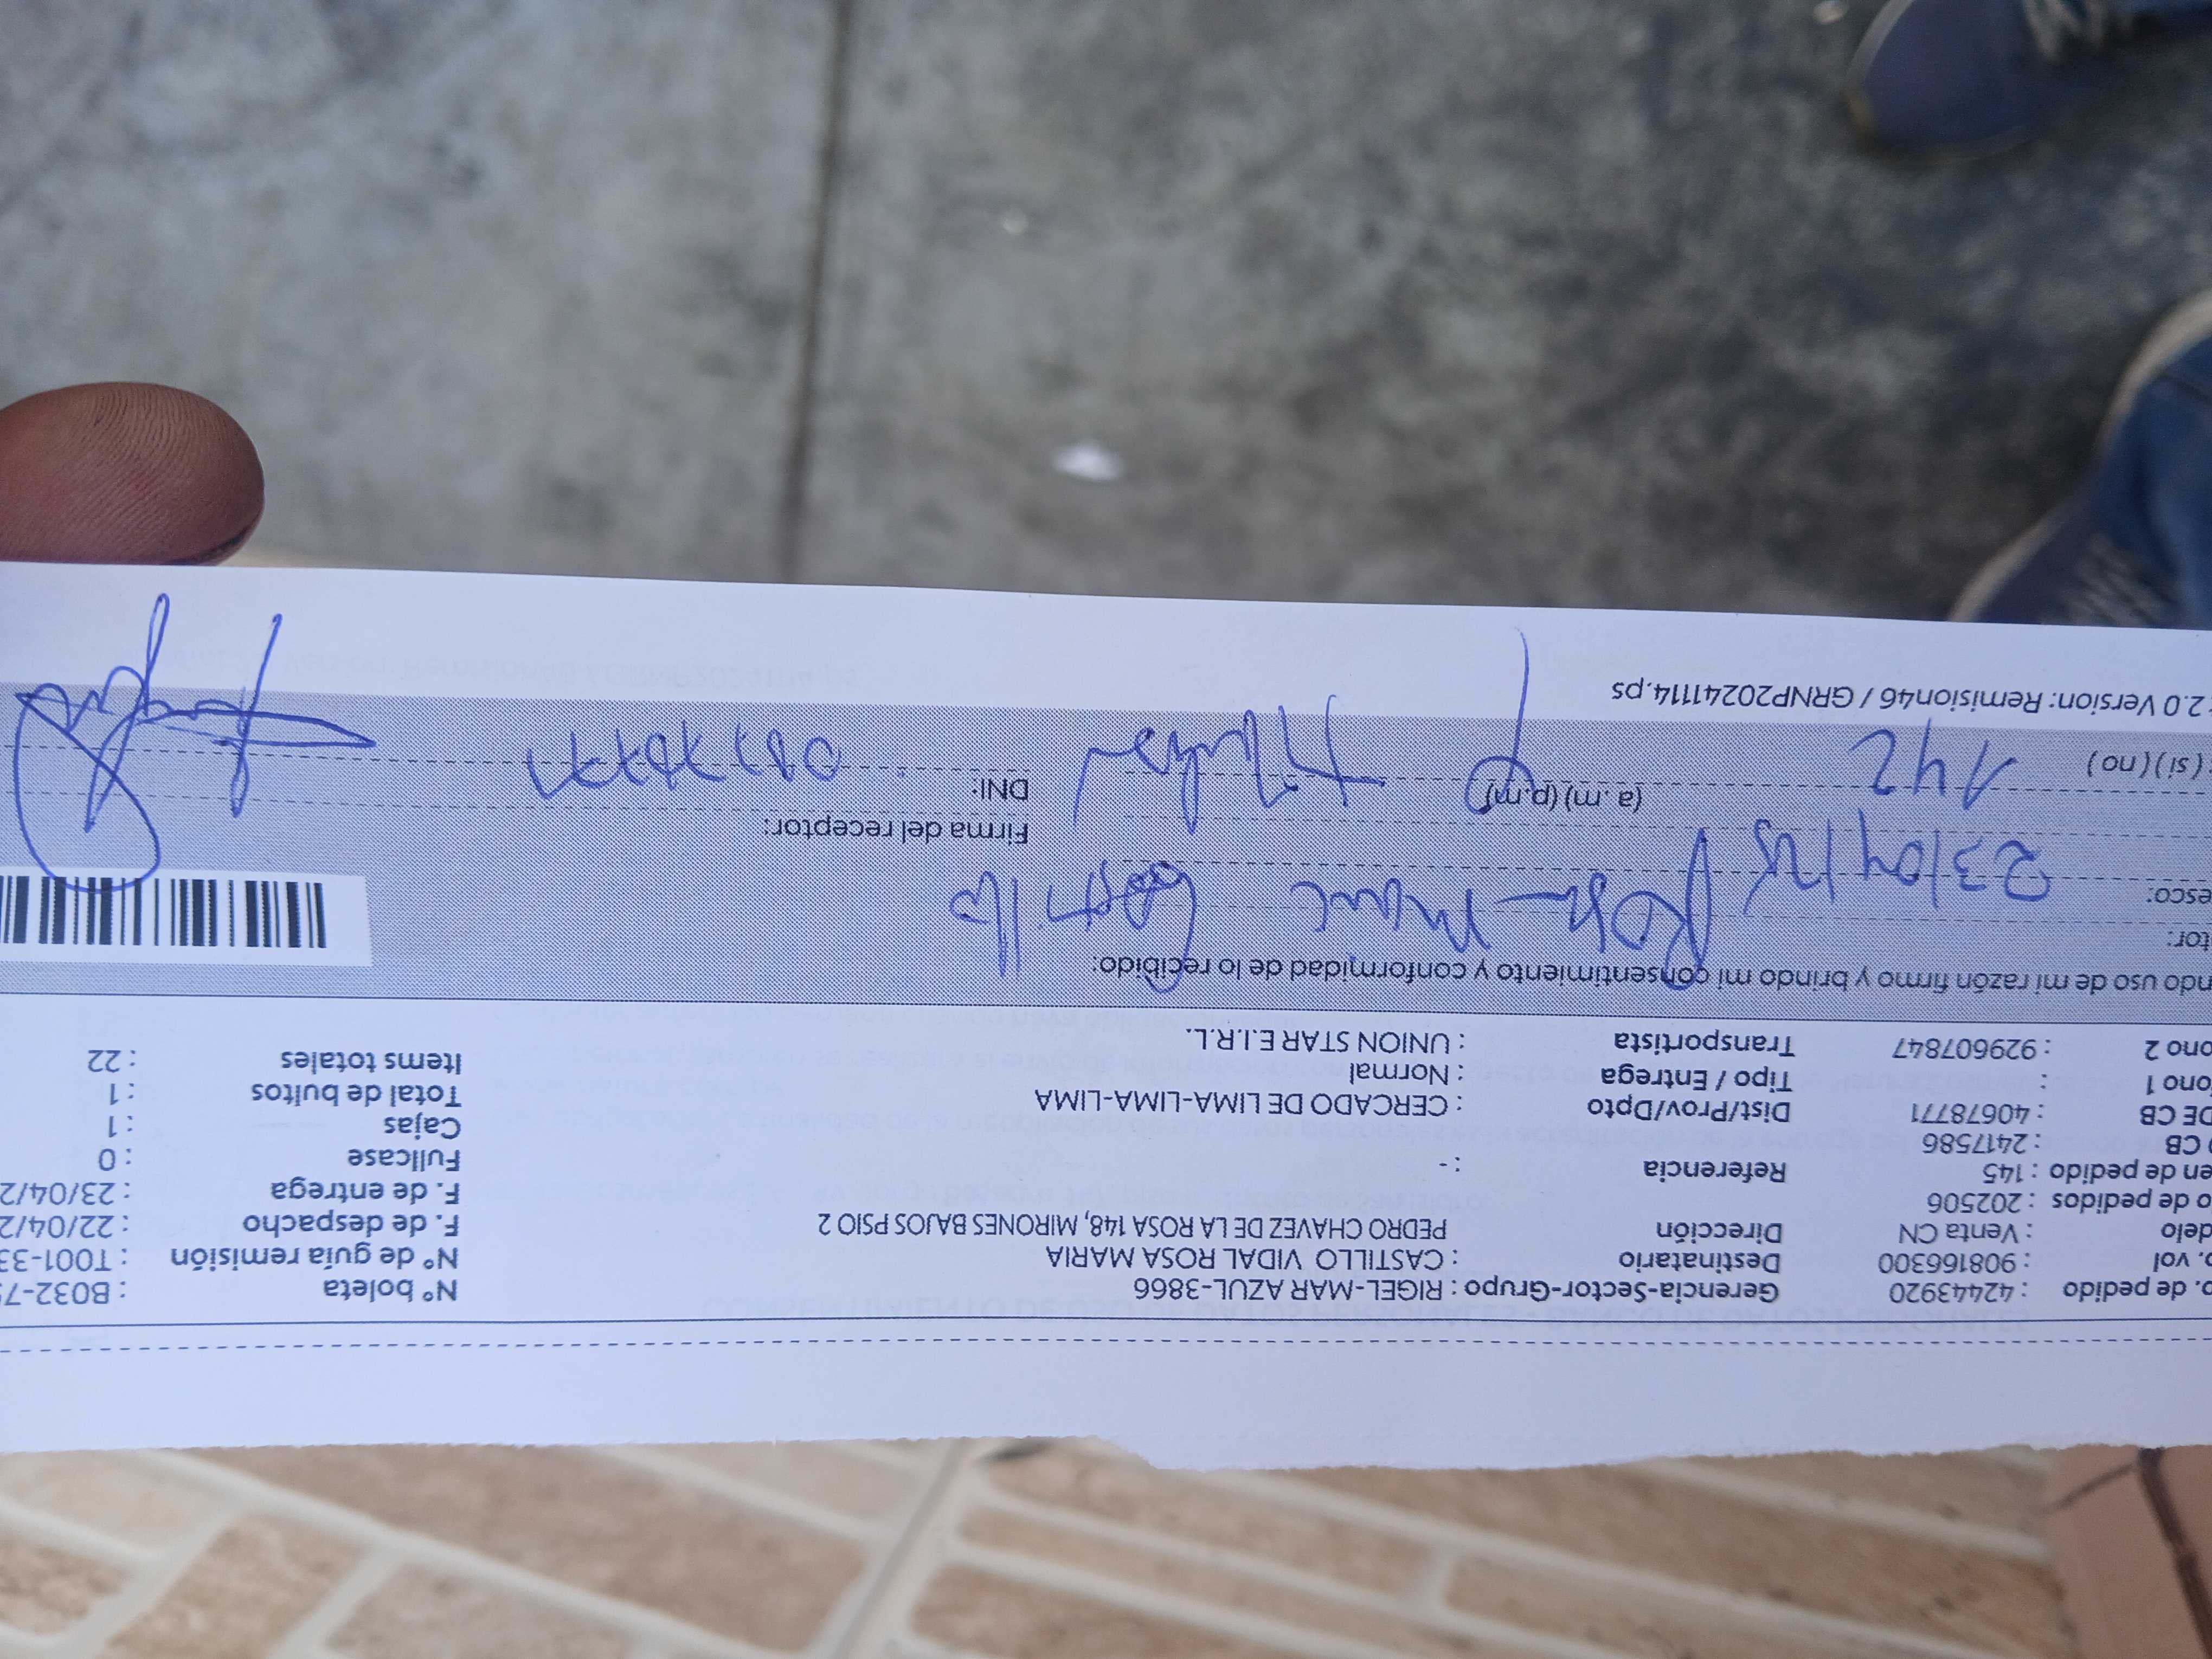 o. de pedido : 42443920 Gerencia-Sector-Grupo : RIGEL-MAR AZUL-3866 N° boleta : B032-7
o. vol : 908166300 Destinatario : CASTILLO VIDAL ROSA MARIA N° de guía remisión : T001-33
delo : Venta CN Dirección PEDRO CHAVEZ DE LA ROSA 148, MIRONES BAJOS PSIO 2 F. de despacho : 22/04/2
o de pedidos : 202506 F. de entrega : 23/04/2
en de pedido : 145 Referencia : - Fullcase : 0
o CB : 2417586 Cajas : 1
DE CB : 40678771 Dist/Prov/Dpto : CERCADO DE LIMA-LIMA-LIMA Total de bultos : 1
fono 1 : Tipo / Entrega : Normal Items totales : 22
ono 2 : 929607847 Transportista : UNION STAR E.I.R.L.
ndo uso de mi razón firmo y brindo mi consentimiento y conformidad de lo recibido:
tor: Castillo
esco: 23/04/25 Firma del receptor:
(si) (no) 142 (a. m) (p.m) DNI:
2.0 Version: Remision46 / GRNP20241114.ps